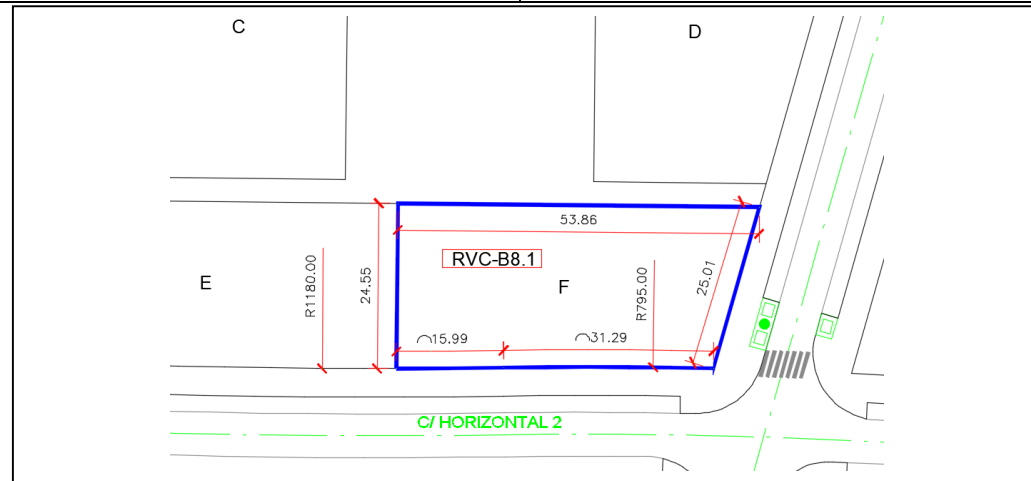 C
D
53.86
RVC-B8.1
E
R1180.00
24.55
F
R795.00
25.01
⌒15.99
⌒31.29
C/ HORIZONTAL 2